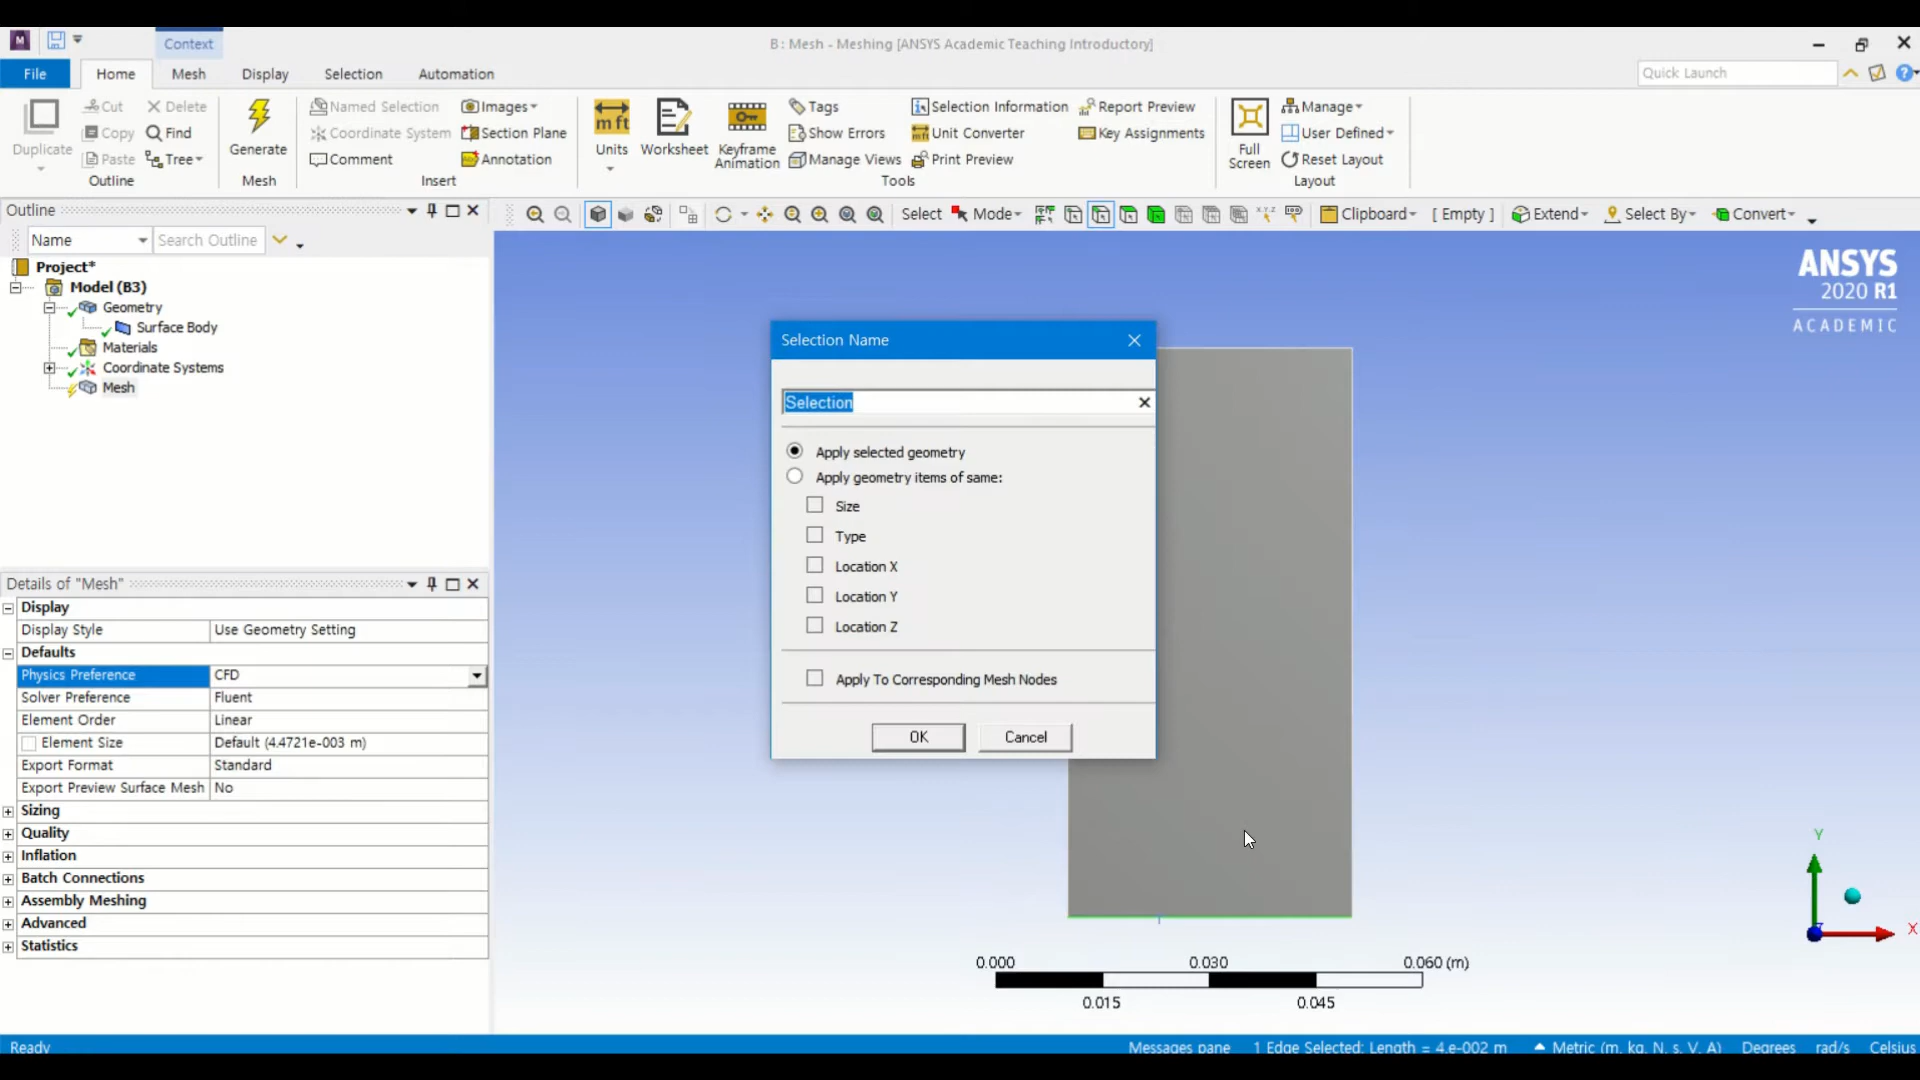 Context
B : Mesh - Meshing [ANSYS Academic Teaching Introductory]
File Home Mesh Display Selection Automation
Quick Launch
Duplicate
Cut
Copy
Paste
Delete
Find
Tree
Outline
Generate
Mesh
Named Selection
Coordinate System
Comment
Images
Section Plane
Annotation
Insert
Units
Worksheet
Keyframe
Animation
Tags
Show Errors
Manage Views
Selection Information
Unit Converter
Print Preview
Report Preview
Key Assignments
Tools
Full
Screen
Manage
User Defined
Reset Layout
Layout
Outline
Select Mode Clipboard [ Empty ] Extend Select By Convert
Name Search Outline
Project*
Model (B3)
Geometry
Surface Body
Materials
Coordinate Systems
Mesh
ANSYS
2020 R1
ACADEMIC
Selection Name
Selection
Apply selected geometry
Apply geometry items of same:
Size
Type
Location X
Location Y
Location Z
Apply To Corresponding Mesh Nodes
OK Cancel
Details of "Mesh"
Display
Display Style Use Geometry Setting
Defaults
Physics Preference CFD
Solver Preference Fluent
Element Order Linear
Element Size Default (4.4721e-003 m)
Export Format Standard
Export Preview Surface Mesh No
Sizing
Quality
Inflation
Batch Connections
Assembly Meshing
Advanced
Statistics
Y
X
Z
0.000 0.030 0.060 (m)
0.015 0.045
Ready Messages pane 1 Edge Selected: Length = 4.e-002 m Metric (m, kg, N, s, V, A) Degrees rad/s Celsius